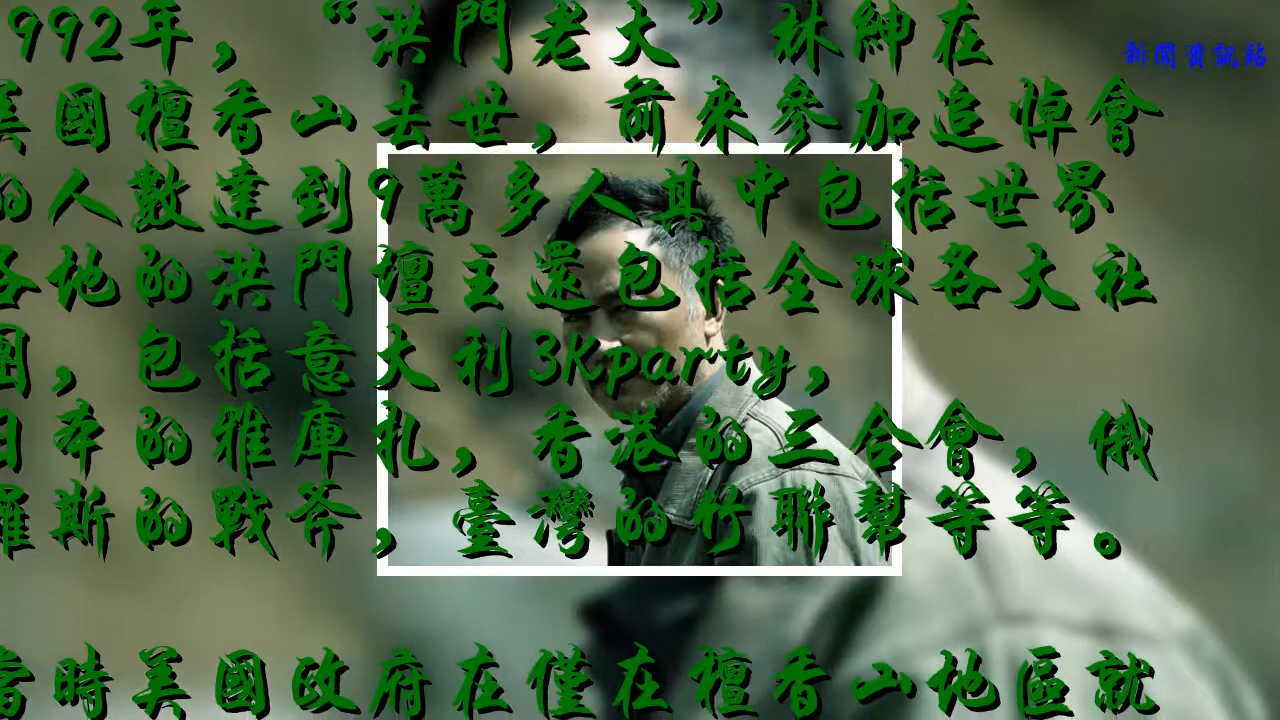 992年，“洪門老大”林紳在
新聞資訊站
美國檀香山去世，前來參加追悼會
的人數達到9萬多人其中包括世界
各地的洪門壇主還包括全球各大社
團，包括意大利3Kparty，
日本的雅庫扎，香港的三合會，俄
羅斯的戰斧，臺灣的竹聯幫等等。
當時美國政府在僅在檀香山地區就